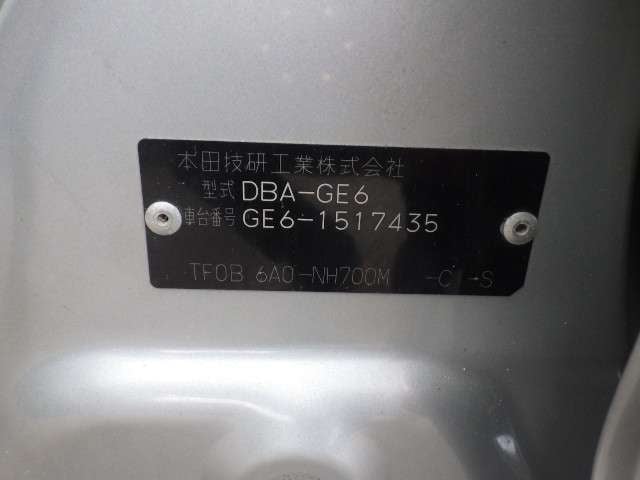 本田技研工業株式会社
型式 DBA-GE6
車台番号 GE6-1517435
TF0B 6A0-NH700M -C -S